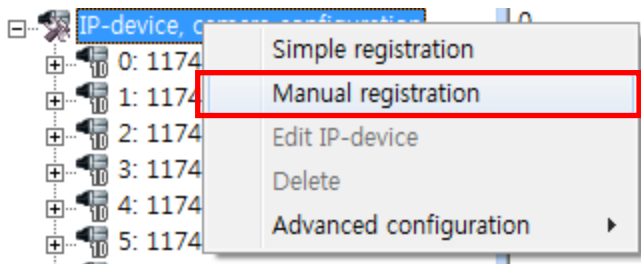 IP-device, camera configuration
0: 1174
1: 1174
2: 1174
3: 1174
4: 1174
5: 1174
Simple registration
Manual registration
Edit IP-device
Delete
Advanced configuration
0